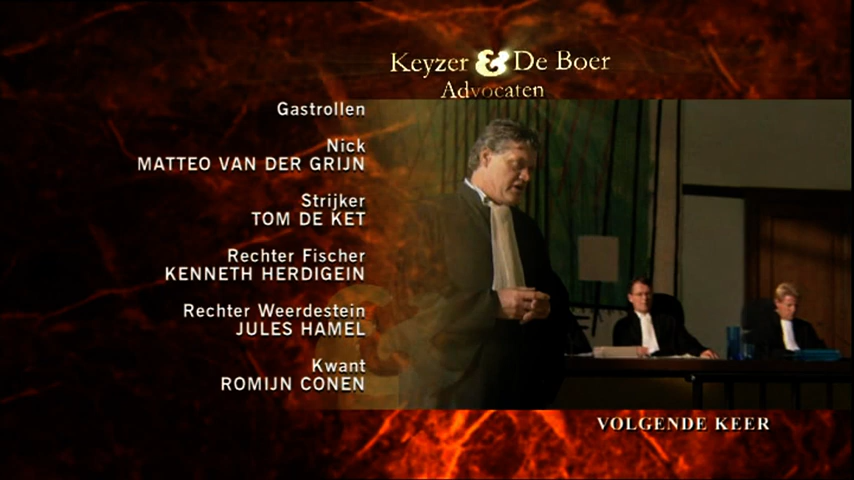 Keyzer & De Boer
Advocaten
Gastrollen
Nick
MATTEO VAN DER GRIJN
Strijker
TOM DE KET
Rechter Fischer
KENNETH HERDIGEIN
Rechter Weerdestein
JULES HAMEL
Kwant
ROMIJN CONEN
VOLGENDE KEER